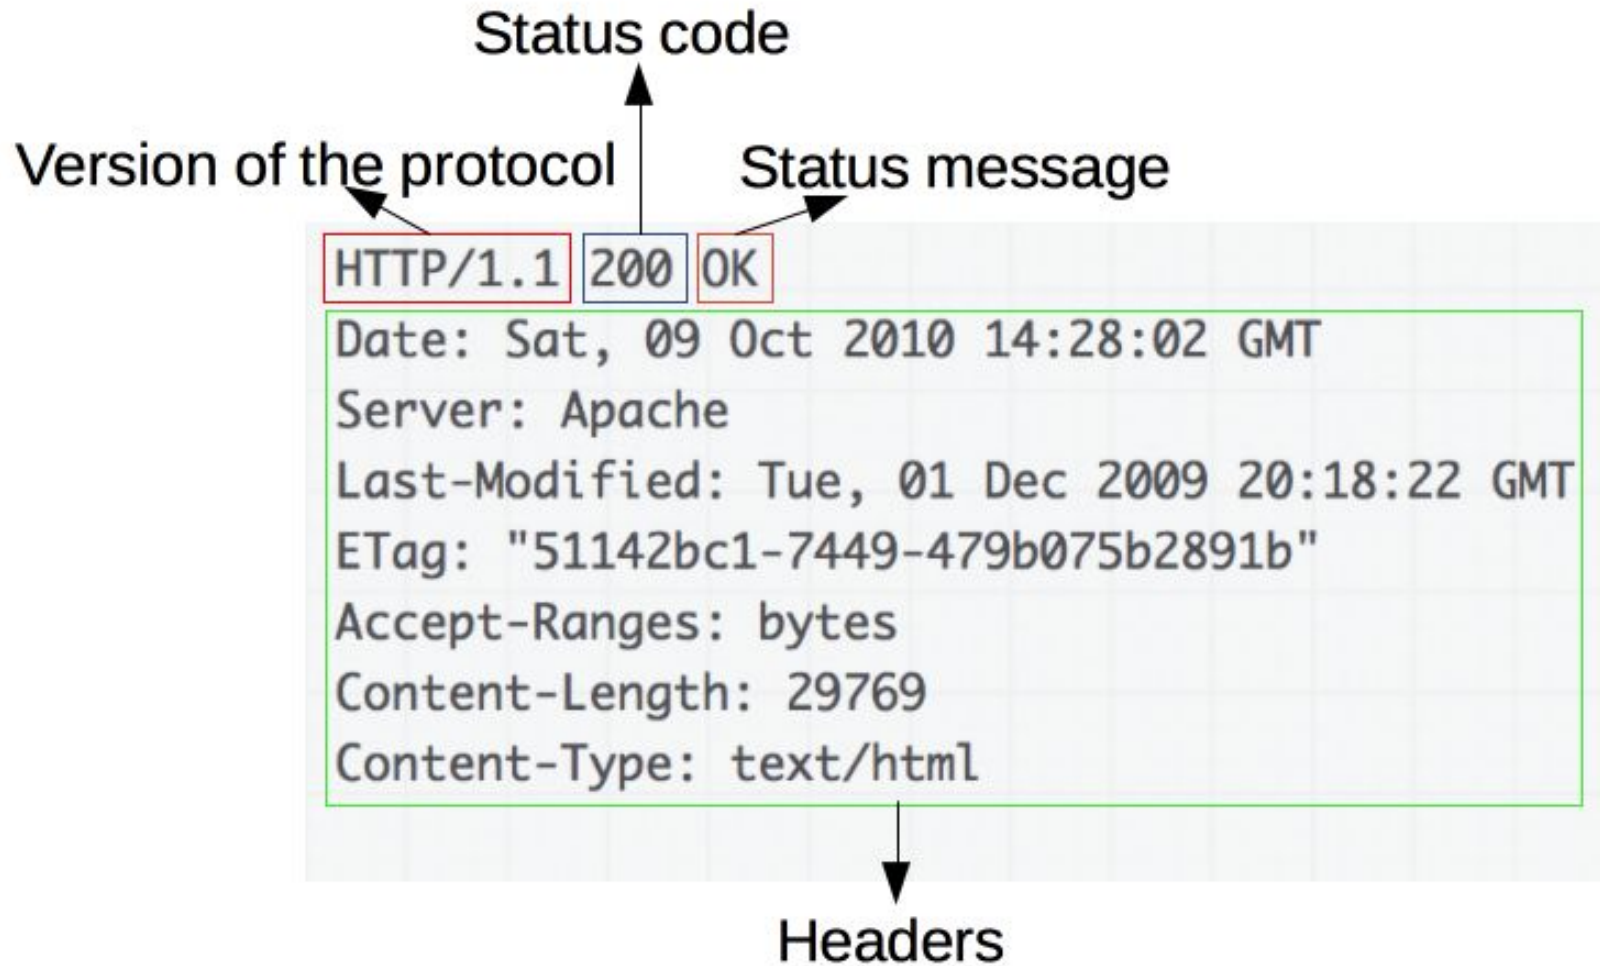 Status code
Version of the protocol
Status message
HTTP/1.1 200 OK
Date: Sat, 09 Oct 2010 14:28:02 GMT
Server: Apache
Last-Modified: Tue, 01 Dec 2009 20:18:22 GMT
ETag: "51142bc1-7449-479b075b2891b"
Accept-Ranges: bytes
Content-Length: 29769
Content-Type: text/html
Headers